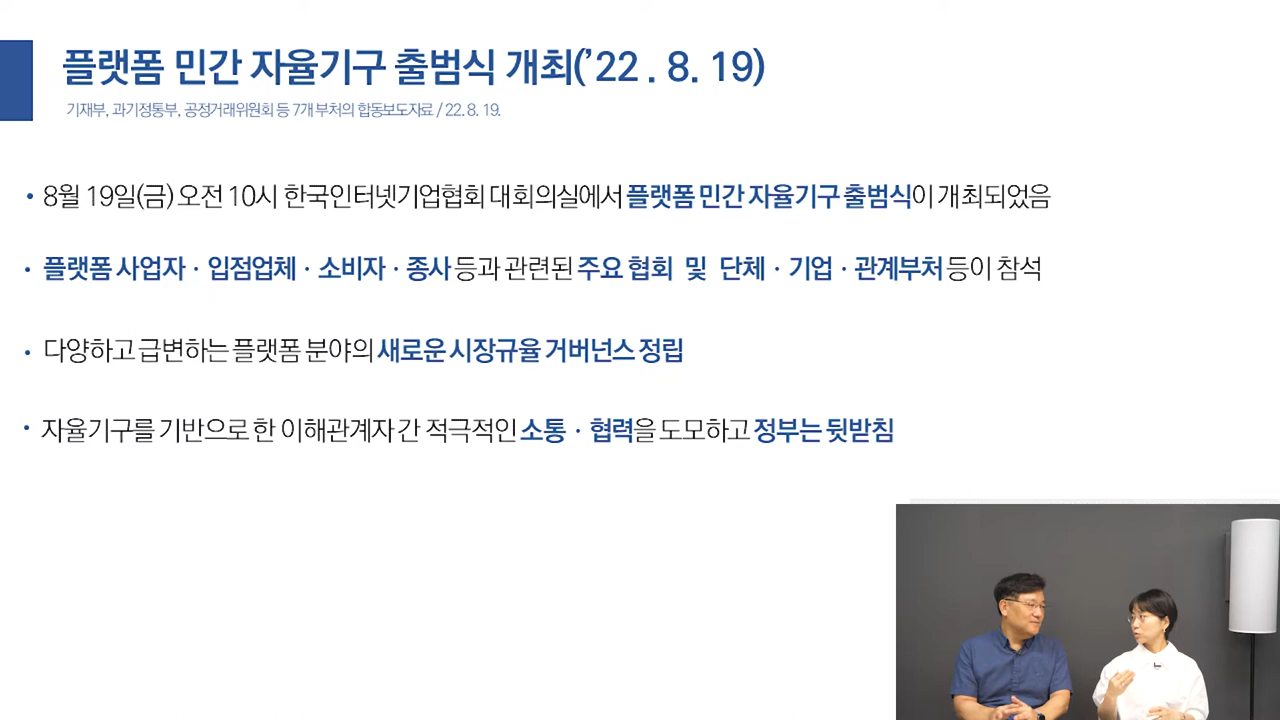 플랫폼 민간 자율기구 출범식 개최(’22 . 8. 19)
기재부, 과기정통부, 공정거래위원회 등 7개 부처의 합동보도자료 / 22. 8. 19.
• 8월 19일(금) 오전 10시 한국인터넷기업협회 대회의실에서 플랫폼 민간 자율기구 출범식이 개최되었음
• 플랫폼 사업자 · 입점업체 · 소비자 · 종사 등과 관련된 주요 협회 및 단체 · 기업 · 관계부처 등이 참석
• 다양하고 급변하는 플랫폼 분야의 새로운 시장규율 거버넌스 정립
• 자율기구를 기반으로 한 이해관계자 간 적극적인 소통 · 협력을 도모하고 정부는 뒷받침